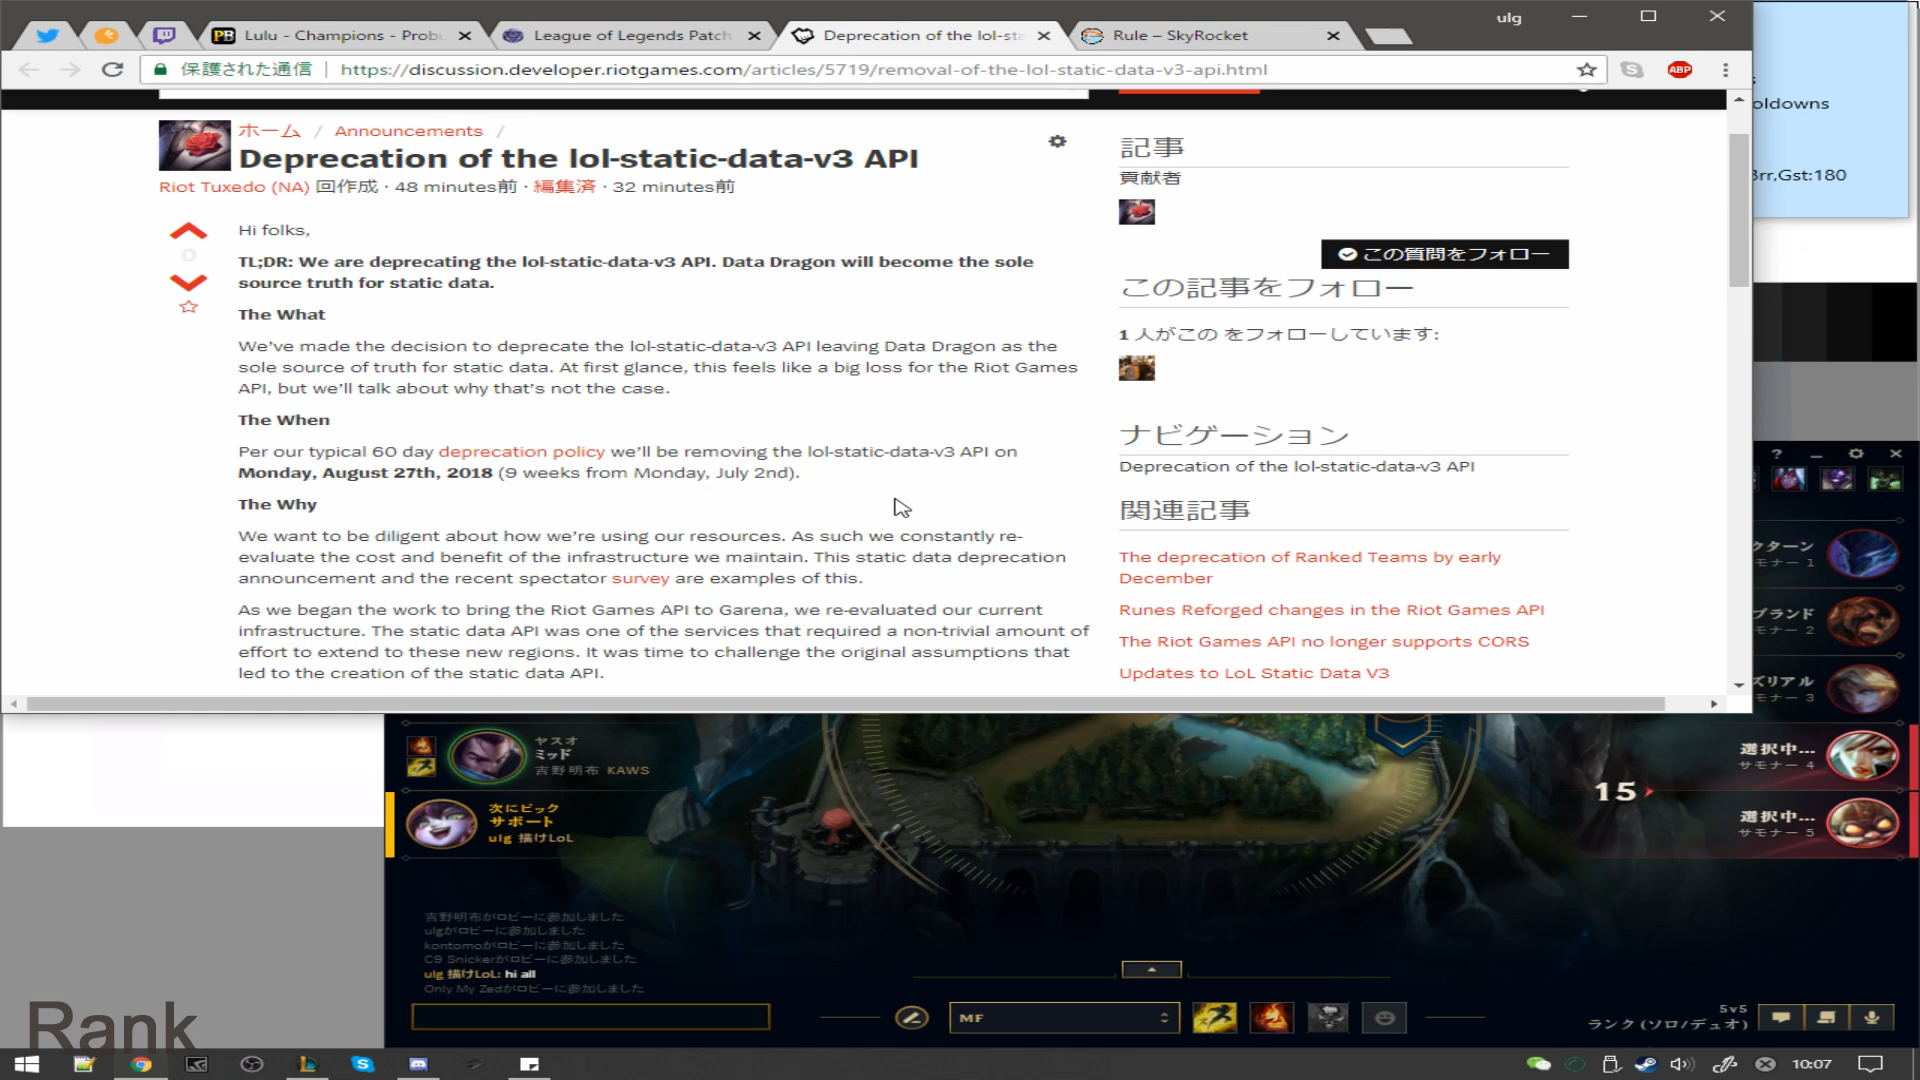 ulg
Lulu - Champions - Prob
League of Legends Patch
Deprecation of the lol-sta
Rule – SkyRocket
保護された通信
https://discussion.developer.riotgames.com/articles/5719/removal-of-the-lol-static-data-v3-api.html
ABP
ホーム / Announcements /
Deprecation of the lol-static-data-v3 API
Riot Tuxedo (NA) 回作成 · 48 minutes前 · 編集済 · 32 minutes前
0
Hi folks,
TL;DR: We are deprecating the lol-static-data-v3 API. Data Dragon will become the sole
source truth for static data.
The What
We've made the decision to deprecate the lol-static-data-v3 API leaving Data Dragon as the
sole source of truth for static data. At first glance, this feels like a big loss for the Riot Games
API, but we'll talk about why that's not the case.
The When
Per our typical 60 day deprecation policy we'll be removing the lol-static-data-v3 API on
Monday, August 27th, 2018 (9 weeks from Monday, July 2nd).
The Why
We want to be diligent about how we're using our resources. As such we constantly re-
evaluate the cost and benefit of the infrastructure we maintain. This static data deprecation
announcement and the recent spectator survey are examples of this.
As we began the work to bring the Riot Games API to Garena, we re-evaluated our current
infrastructure. The static data API was one of the services that required a non-trivial amount of
effort to extend to these new regions. It was time to challenge the original assumptions that
led to the creation of the static data API.
記事
貢献者
この質問をフォロー
この記事をフォロー
1 人がこの をフォローしています:
ナビゲーション
Deprecation of the lol-static-data-v3 API
関連記事
The deprecation of Ranked Teams by early
December
Runes Reforged changes in the Riot Games API
The Riot Games API no longer supports CORS
Updates to LoL Static Data V3
oldowns
rr,Gst:180
クターン
モナー 1
ブランド
モナー 2
ズリアル
モナー 3
選択中...
サモナー 4
15
選択中...
サモナー 5
ヤスオ
ミッド
吉野明布 KAWS
次にピック
サポート
ulg 描けLoL
吉野明布がロビーに参加しました
ulgがロビーに参加しました
kontomoがロビーに参加しました
C9 Snickerがロビーに参加しました
ulg 描けLoL: hi all
Only My Zedがロビーに参加しました
MF
5v5
ランク (ソロ/デュオ)
Rank
10:07